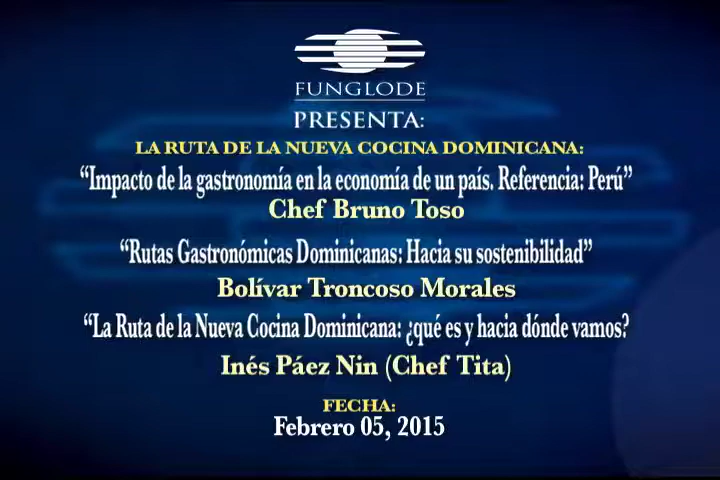 FUNGLODE
PRESENTA:
LA RUTA DE LA NUEVA COCINA DOMINICANA:
“Impacto de la gastronomía en la economía de un país. Referencia: Perú”
Chef Bruno Toso
“Rutas Gastronómicas Dominicanas: Hacia su sostenibilidad”
Bolívar Troncoso Morales
“La Ruta de la Nueva Cocina Dominicana: ¿qué es y hacia dónde vamos?
Inés Páez Nin (Chef Tita)
FECHA:
Febrero 05, 2015